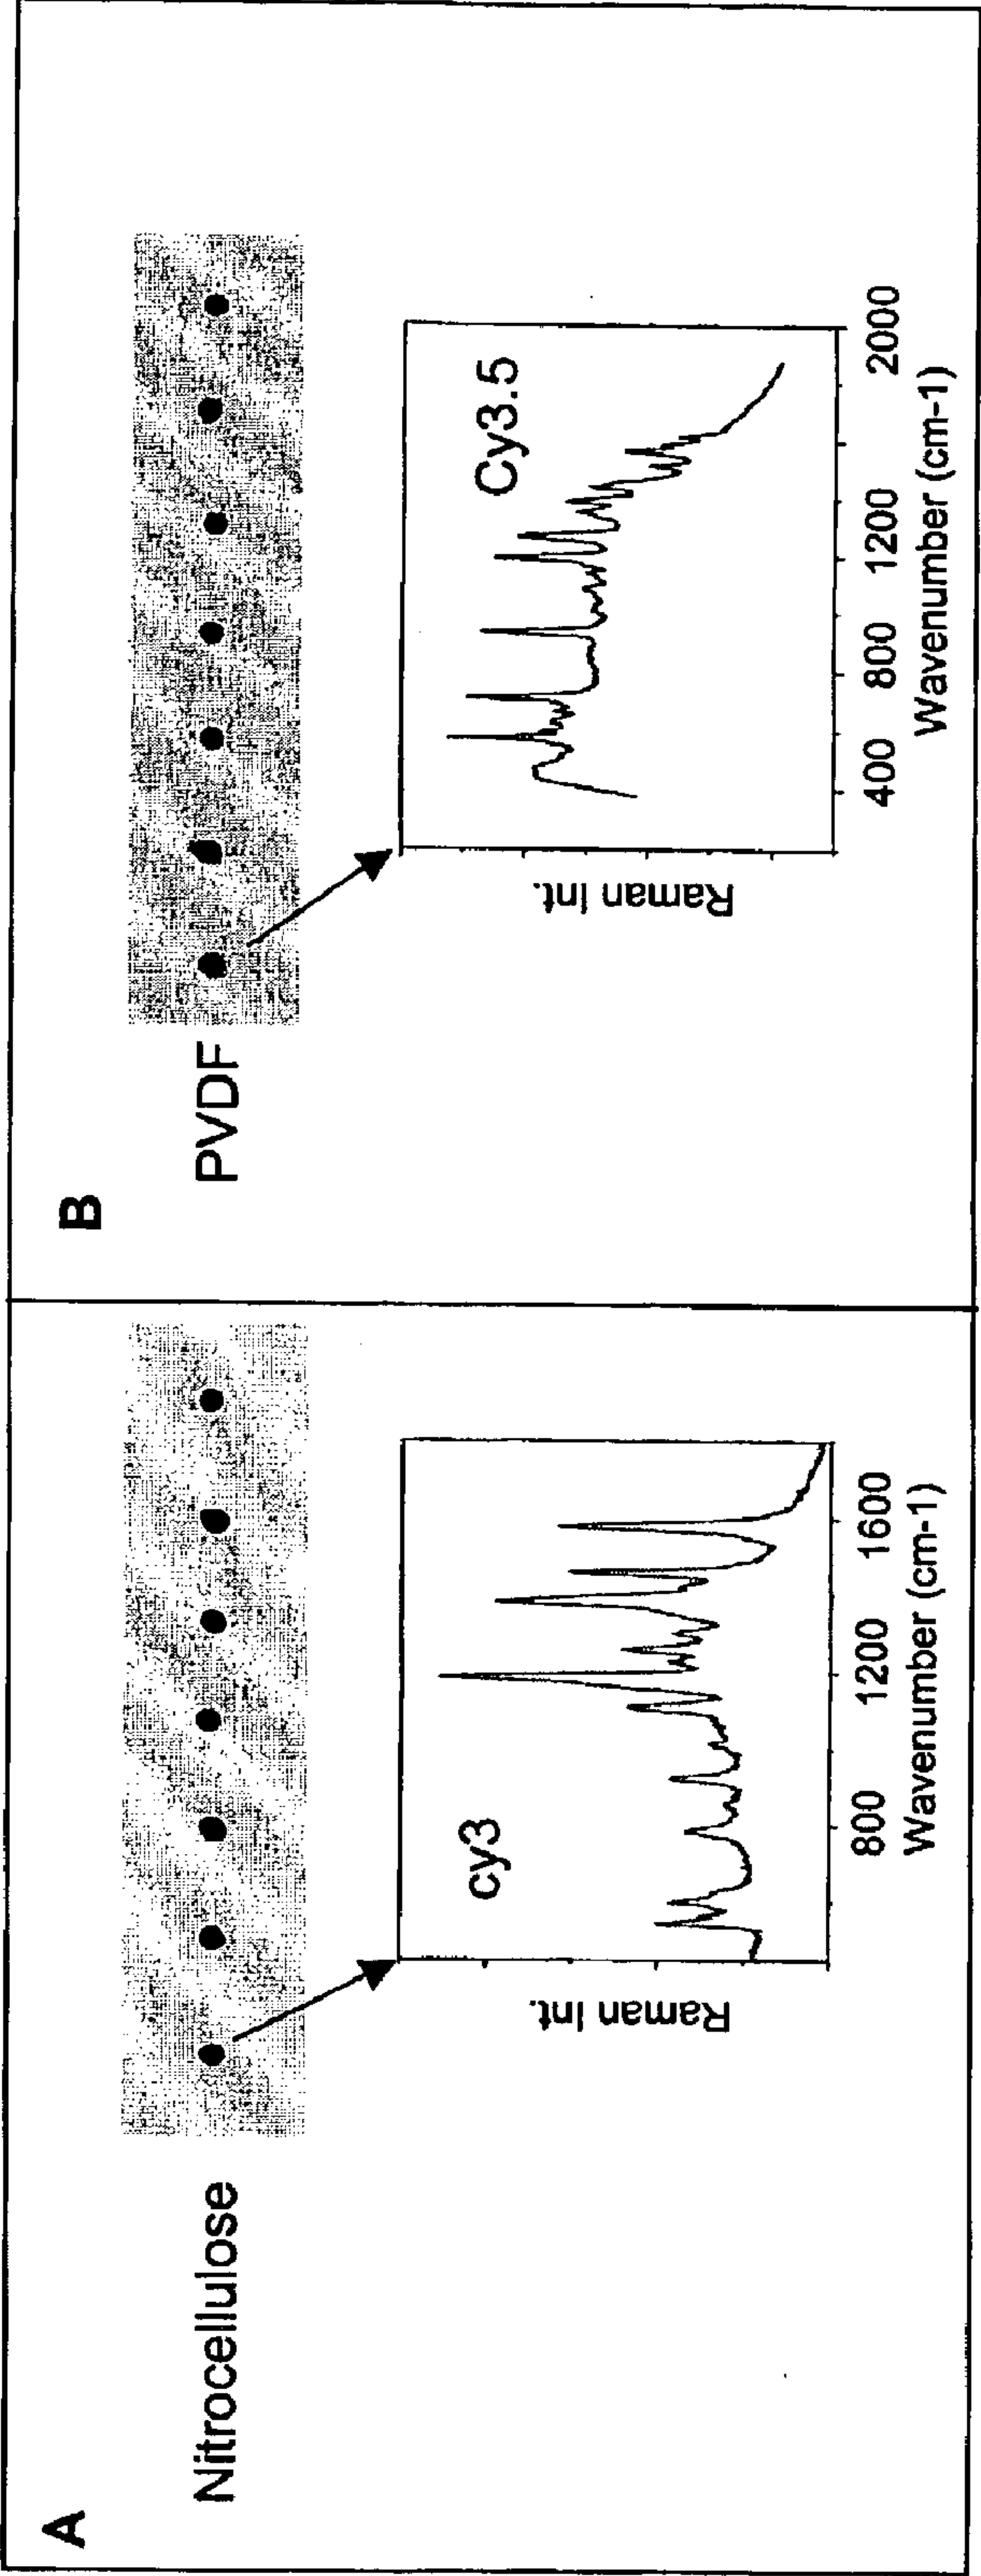 A
Nitrocellulose
cy3
Raman Int.
800 1200 1600
Wavenumber (cm-1)
B
PVDF
Cy3.5
Raman Int.
400 800 1200 2000
Wavenumber (cm-1)